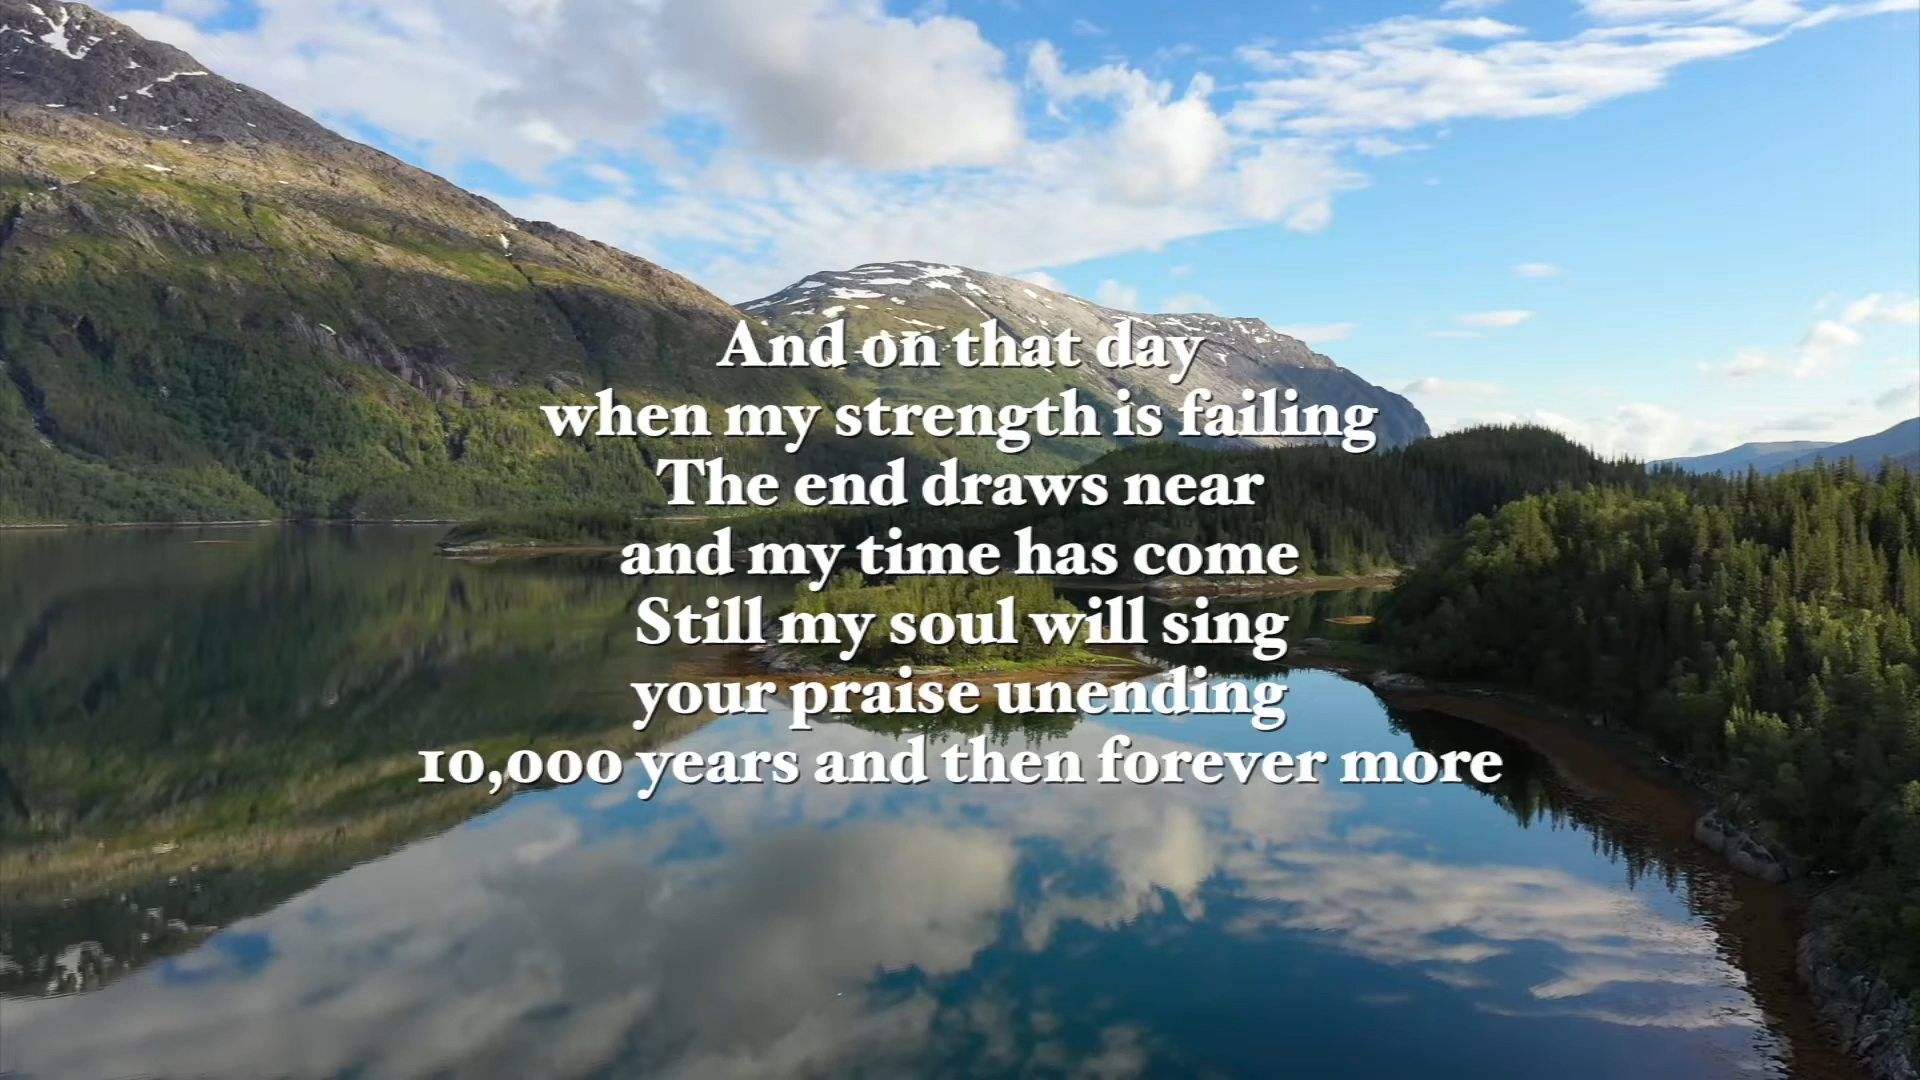 And on that day
when my strength is failing
The end draws near
and my time has come
Still my soul will sing
your praise unending
10,000 years and then forever more